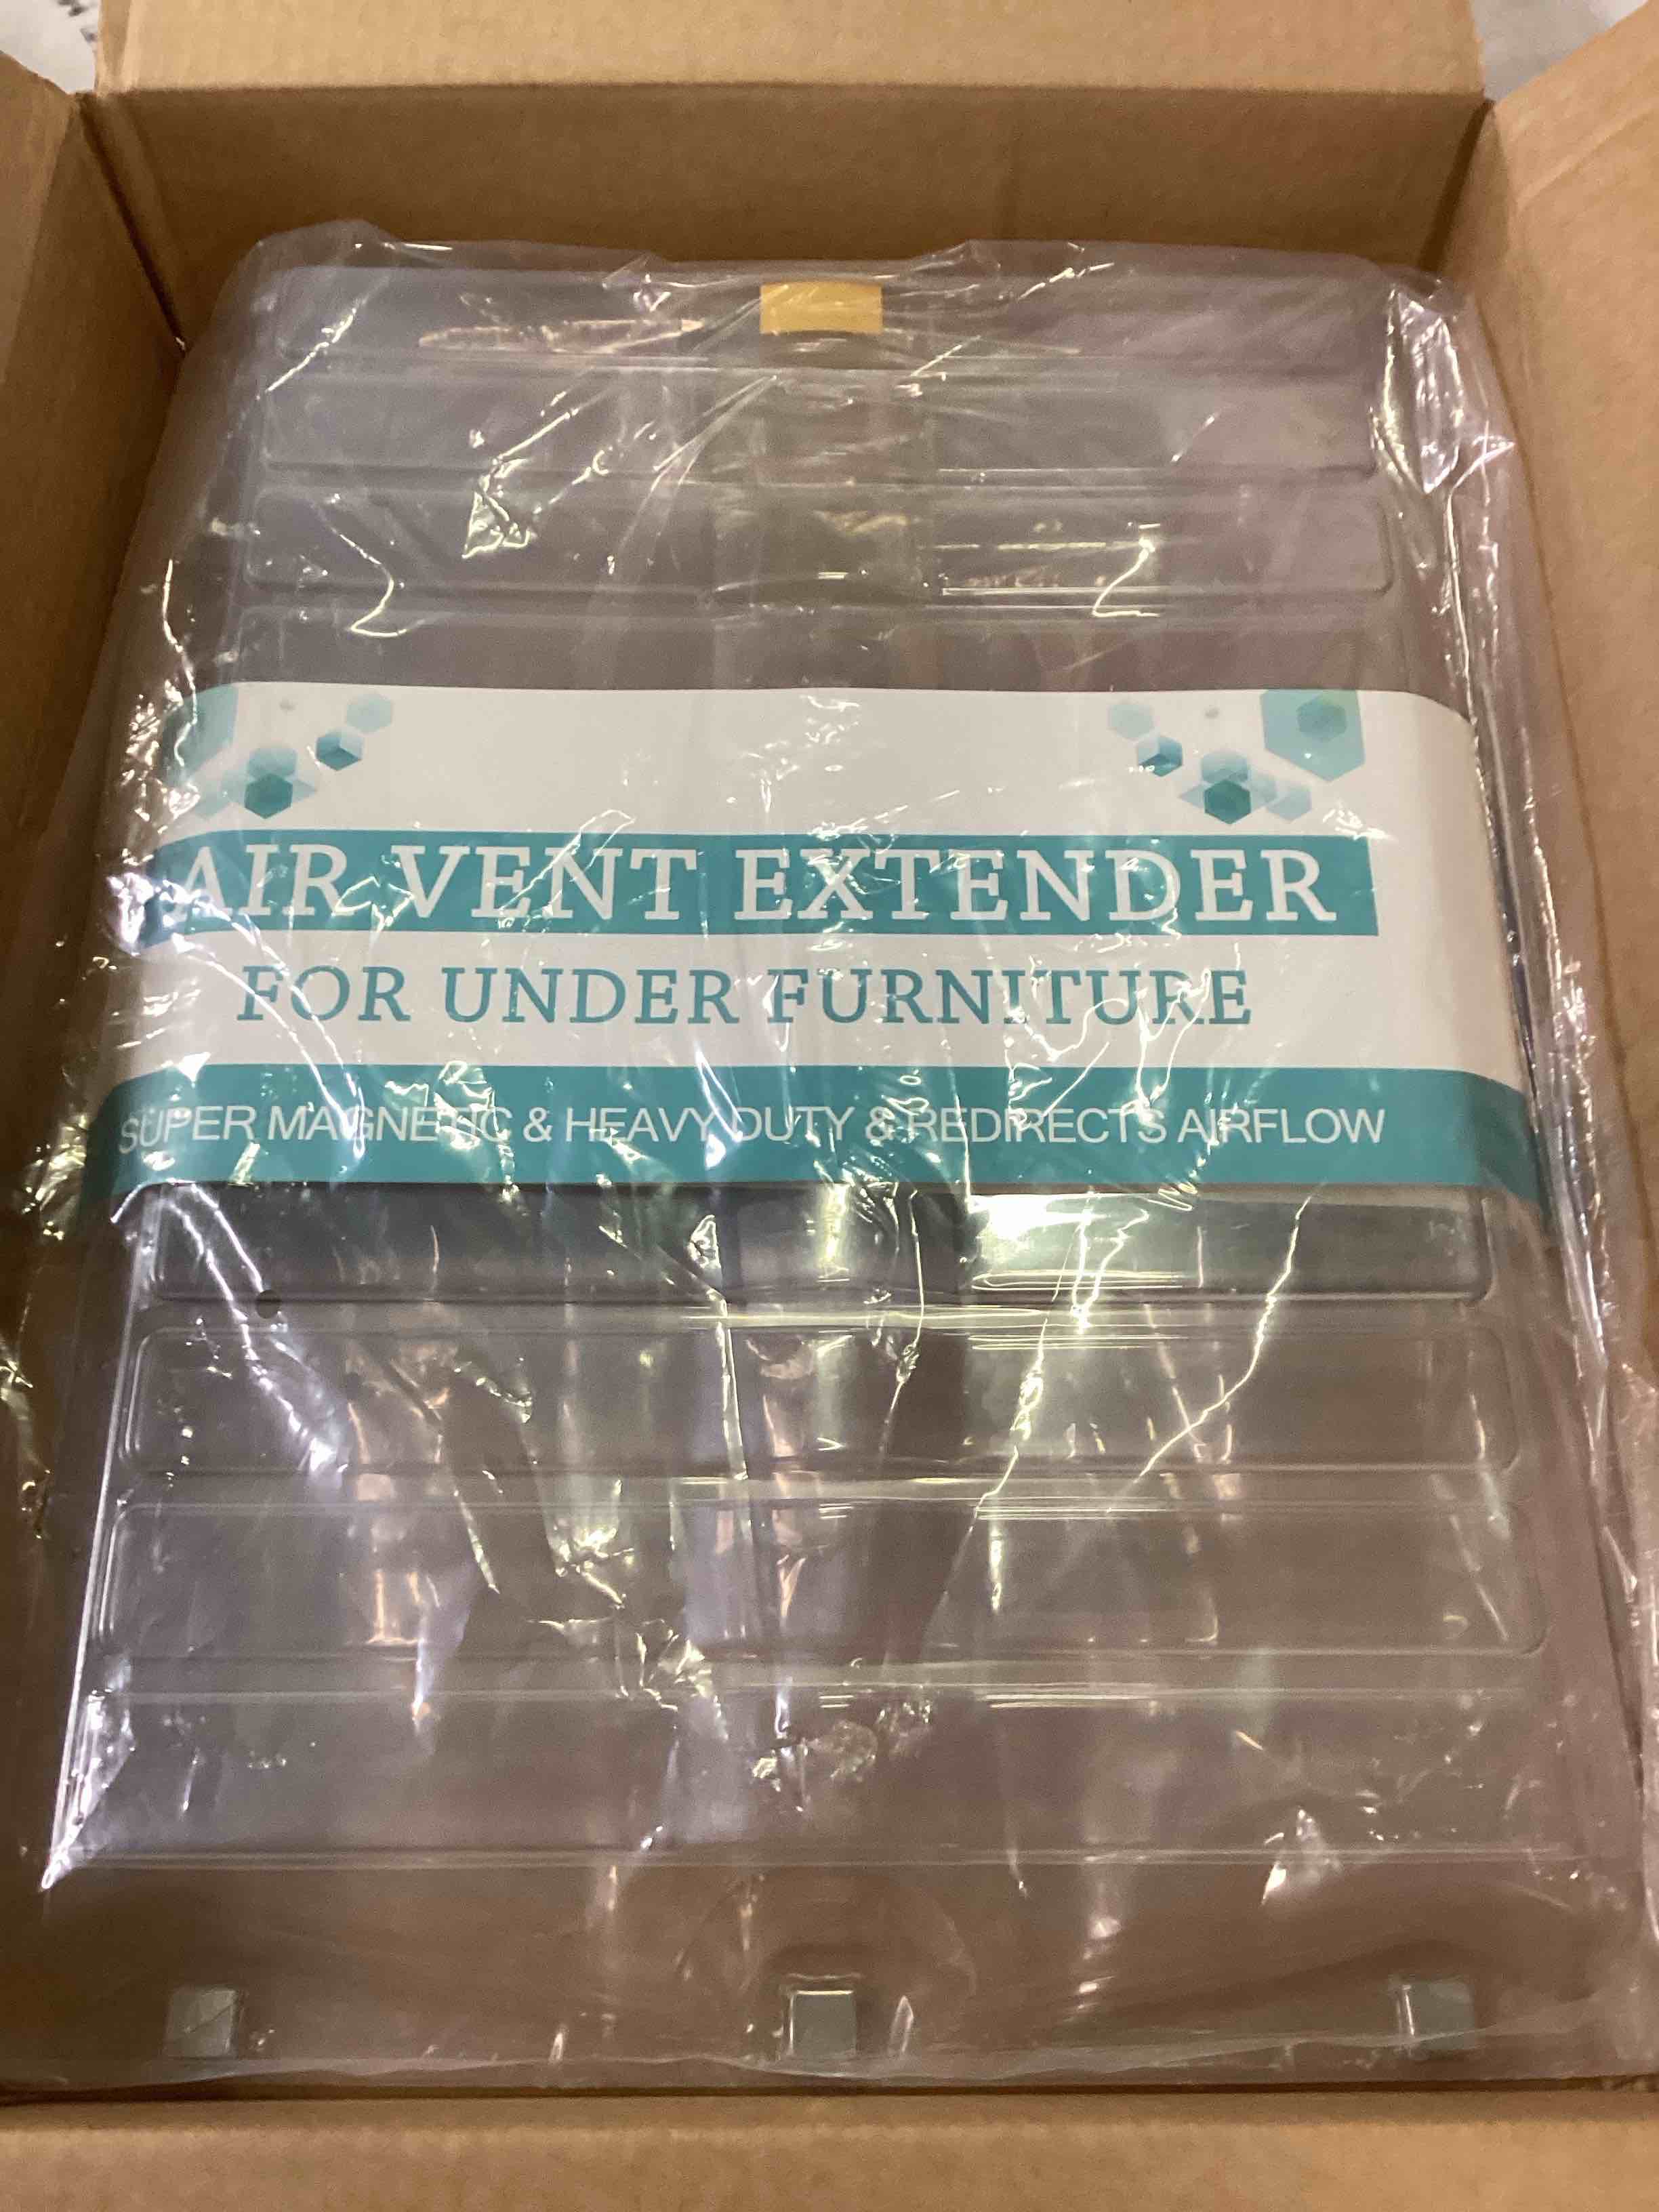 AIR VENT EXTENDER
FOR UNDER FURNITURE
SUPER MAGNETIC & HEAVY DUTY & REDIRECTS AIRFLOW